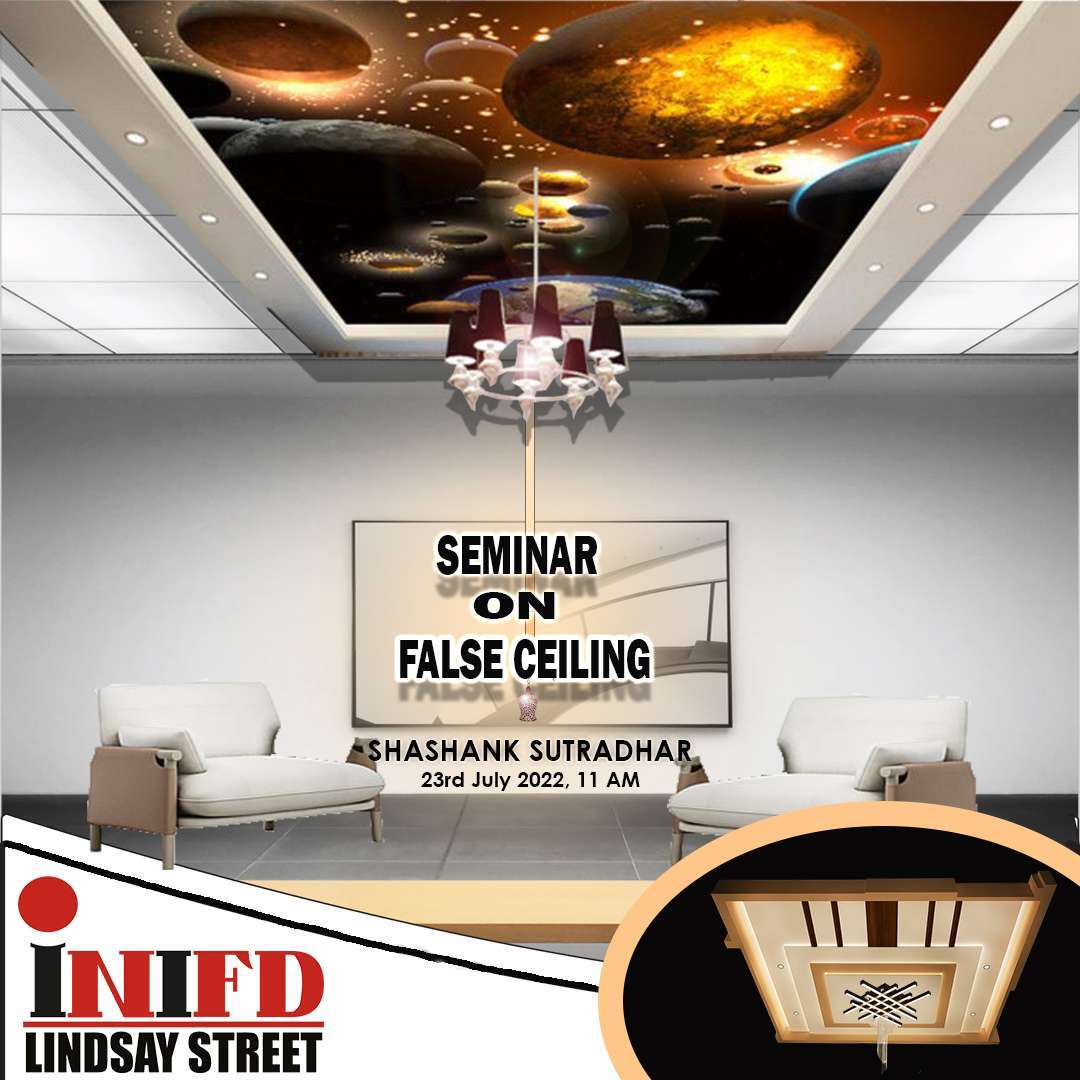 SEMINAR
ON
FALSE CEILING
SHASHANK SUTRADHAR
23rd July 2022, 11 AM
iNIFD
LINDSAY STREET